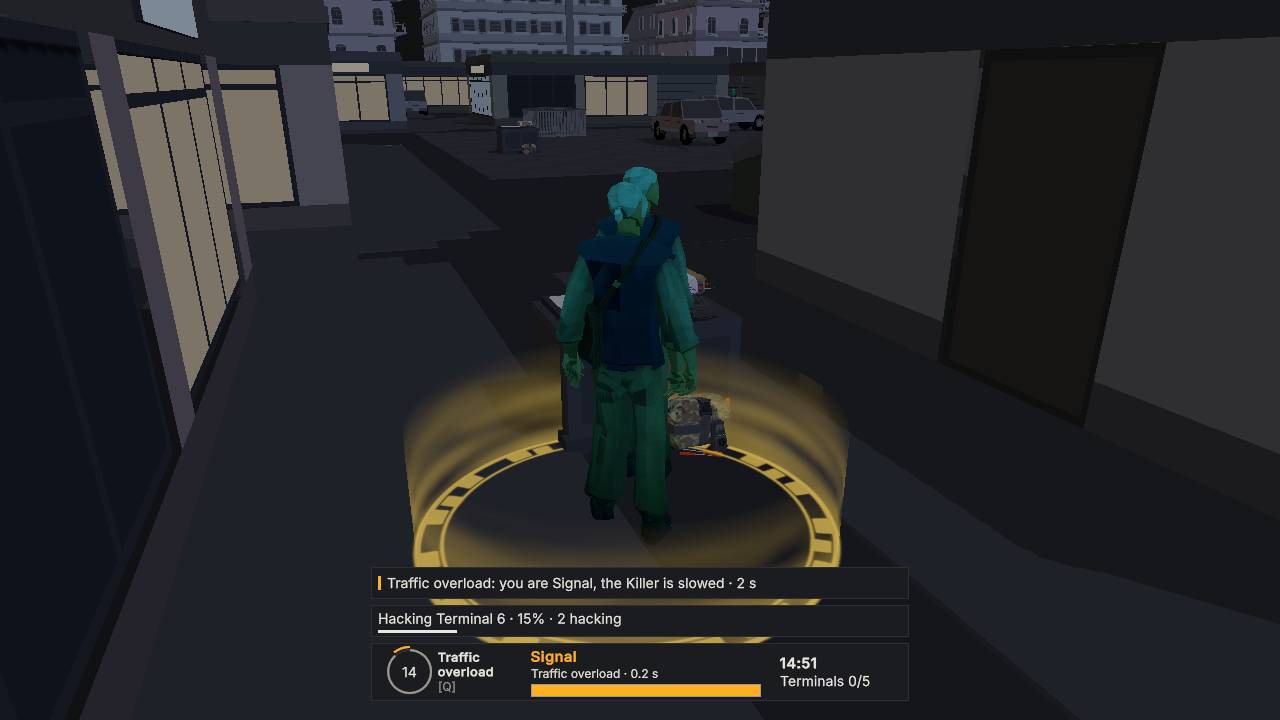 Traffic overload: you are Signal, the Killer is slowed · 2 s
Hacking Terminal 6 · 15% · 2 hacking
14
Traffic
overload
[Q]
Signal
Traffic overload · 0.2 s
14:51
Terminals 0/5